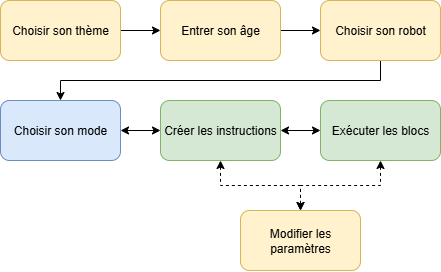 Choisir son thème
Entrer son âge
Choisir son robot
Choisir son mode
Créer les instructions
Exécuter les blocs
Modifier les
paramètres